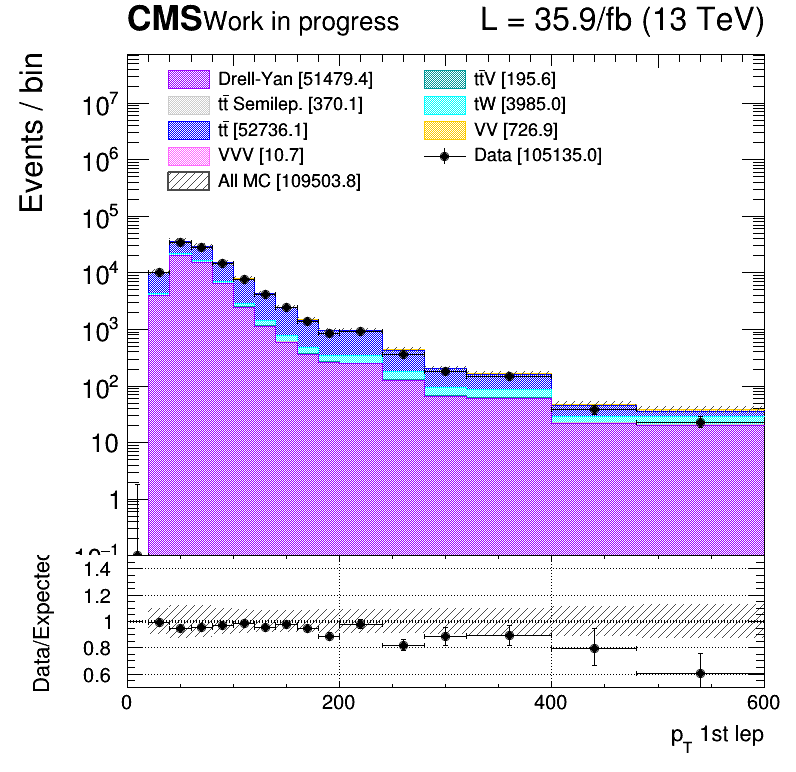 CMS Work in progress L = 35.9/fb (13 TeV)
Events / bin
Drell-Yan [51479.4]
tt̄ Semilep. [370.1]
tt̄ [52736.1]
VVV [10.7]
All MC [109503.8]
tt̄V [195.6]
tW [3985.0]
VV [726.9]
Data [105135.0]
10⁷
10⁶
10⁵
10⁴
10³
10²
10
1
10⁻¹
Data/Expected
1.4
1.2
1
0.8
0.6
0 200 400 600
p_T 1st lep